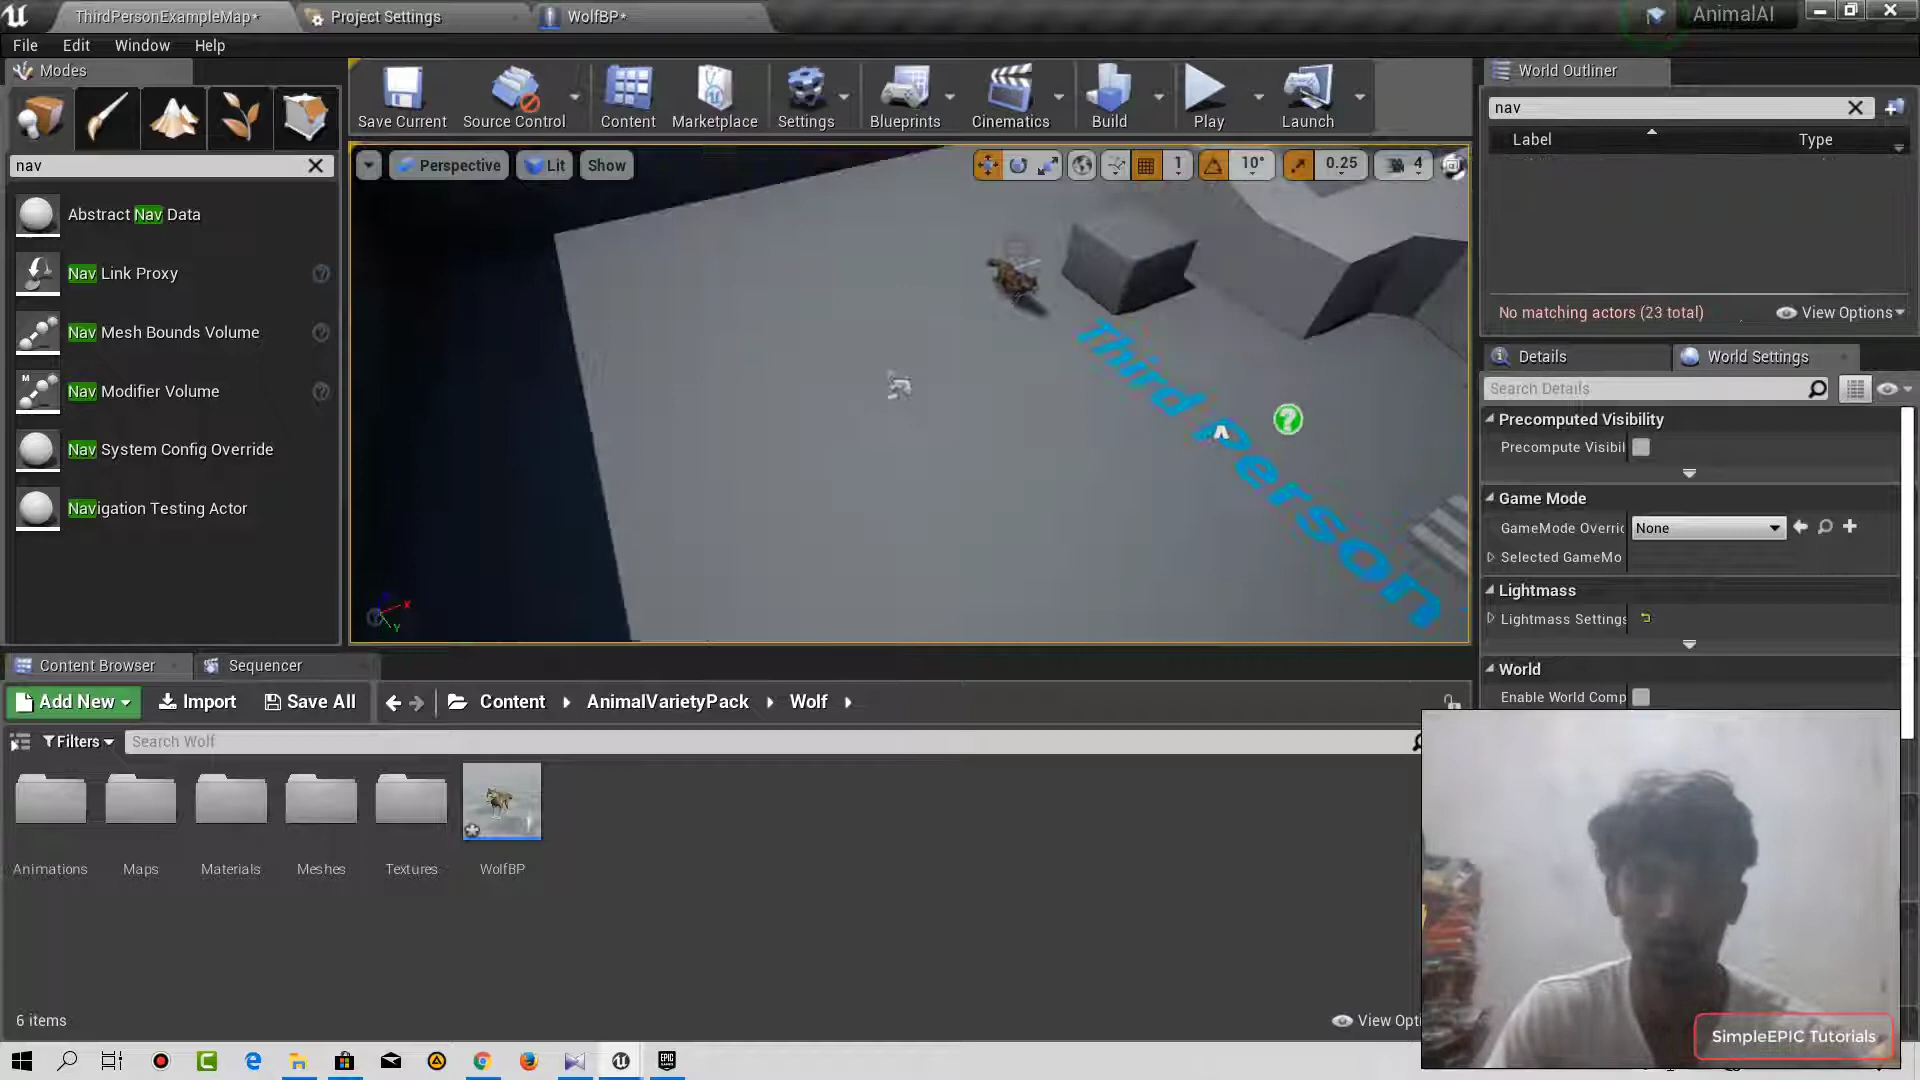 ThirdPersonExampleMap*
Project Settings
WolfBP*
AnimalAI
File Edit Window Help
Modes
World Outliner
Save Current
Source Control
Content
Marketplace
Settings
Blueprints
Cinematics
Build
Play
Launch
nav
nav
Label
Type
Perspective
Lit
Show
1
10°
0.25
4
Abstract Nav Data
Nav Link Proxy
Nav Mesh Bounds Volume
Nav Modifier Volume
Nav System Config Override
Navigation Testing Actor
Third Person
X
Y
No matching actors (23 total)
View Options
Details
World Settings
Search Details
Precomputed Visibility
Precompute Visibil
Game Mode
GameMode Overri
None
Selected GameMo
Lightmass
Lightmass Settings
World
Enable World Comp
Content Browser
Sequencer
Add New
Import
Save All
Content
AnimalVarietyPack
Wolf
Filters
Search Wolf
Animations
Maps
Materials
Meshes
Textures
WolfBP
6 items
View Opti
SimpleEPIC Tutorials
EPIC